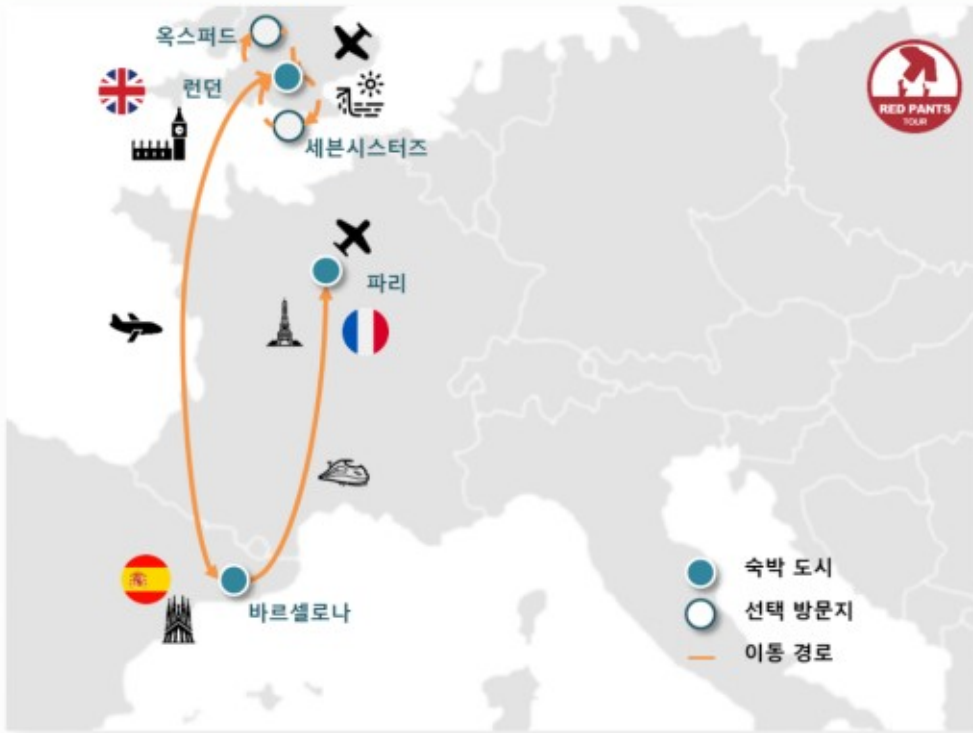 옥스퍼드
런던
세븐시스터즈
파리
바르셀로나
RED PANTS
TOUR
숙박 도시
선택 방문지
이동 경로